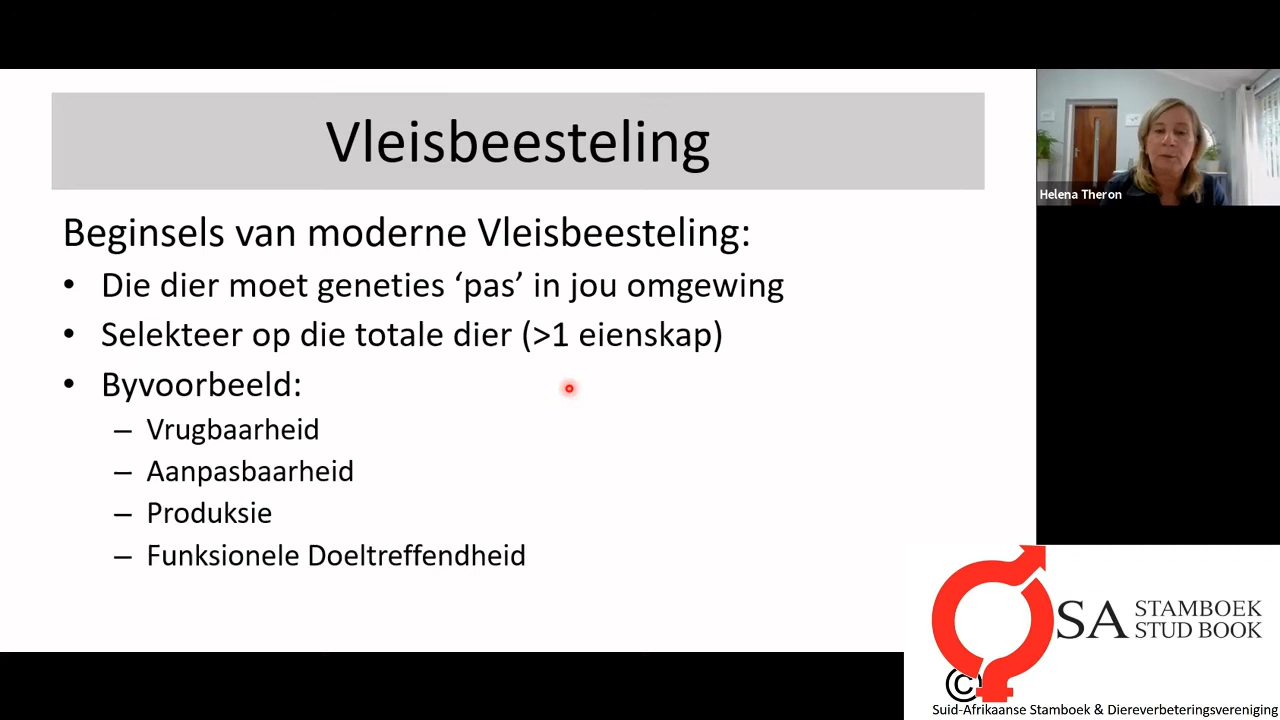 Vleisbeesteling
Beginsels van moderne Vleisbeesteling:
• Die dier moet geneties ‘pas’ in jou omgewing
• Selekteer op die totale dier (>1 eienskap)
• Byvoorbeeld:
– Vrugbaarheid
– Aanpasbaarheid
– Produksie
– Funksionele Doeltreffendheid
Helena Theron
SA STAMBOEK
STUD BOOK
©
Suid-Afrikaanse Stamboek & Diereverbeteringsvereniging